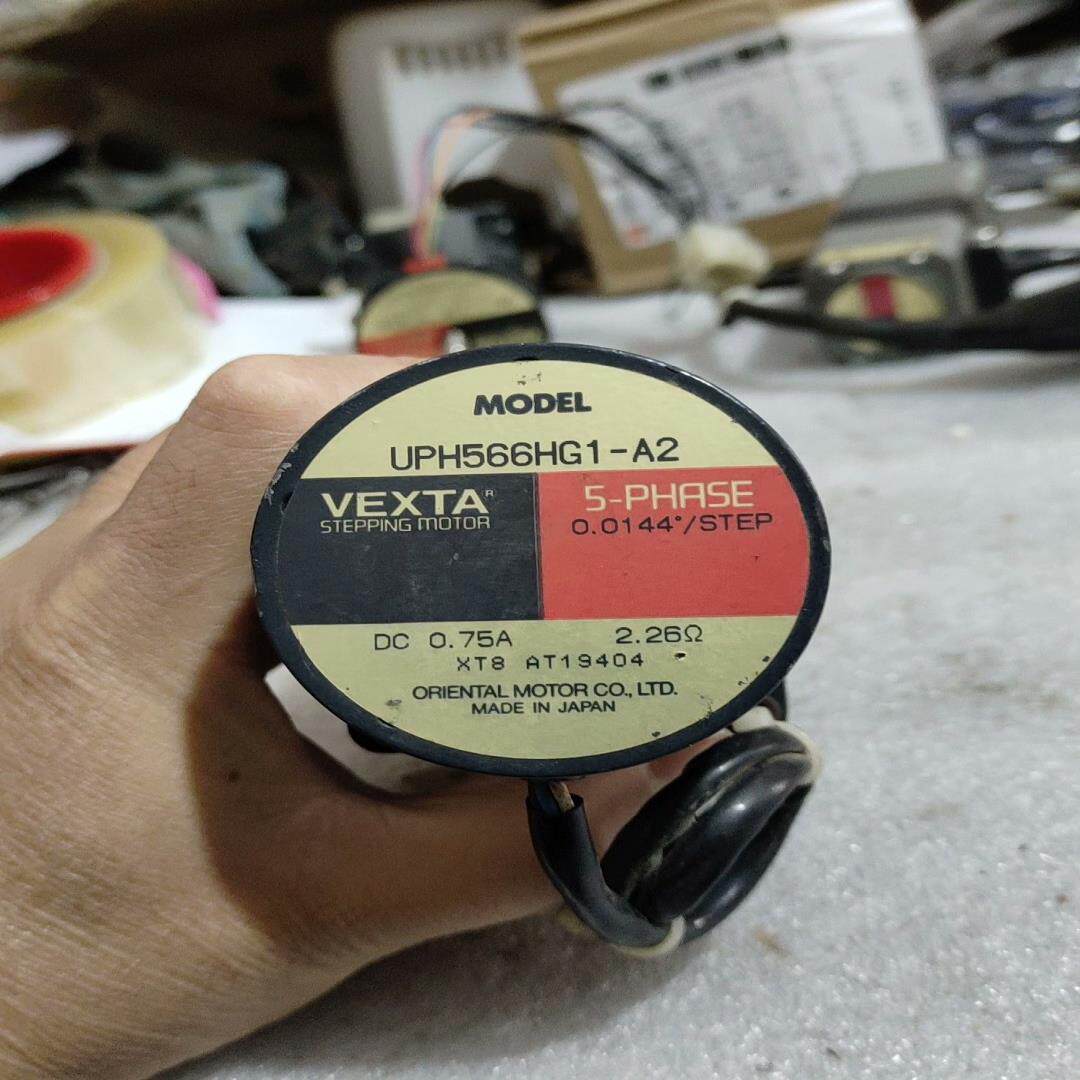 MODEL
UPH566HG1-A2
VEXTA®
STEPPING MOTOR
5-PHASE
0.0144°/STEP
DC 0.75A 2.26Ω
XT8 AT19404
ORIENTAL MOTOR CO., LTD.
MADE IN JAPAN